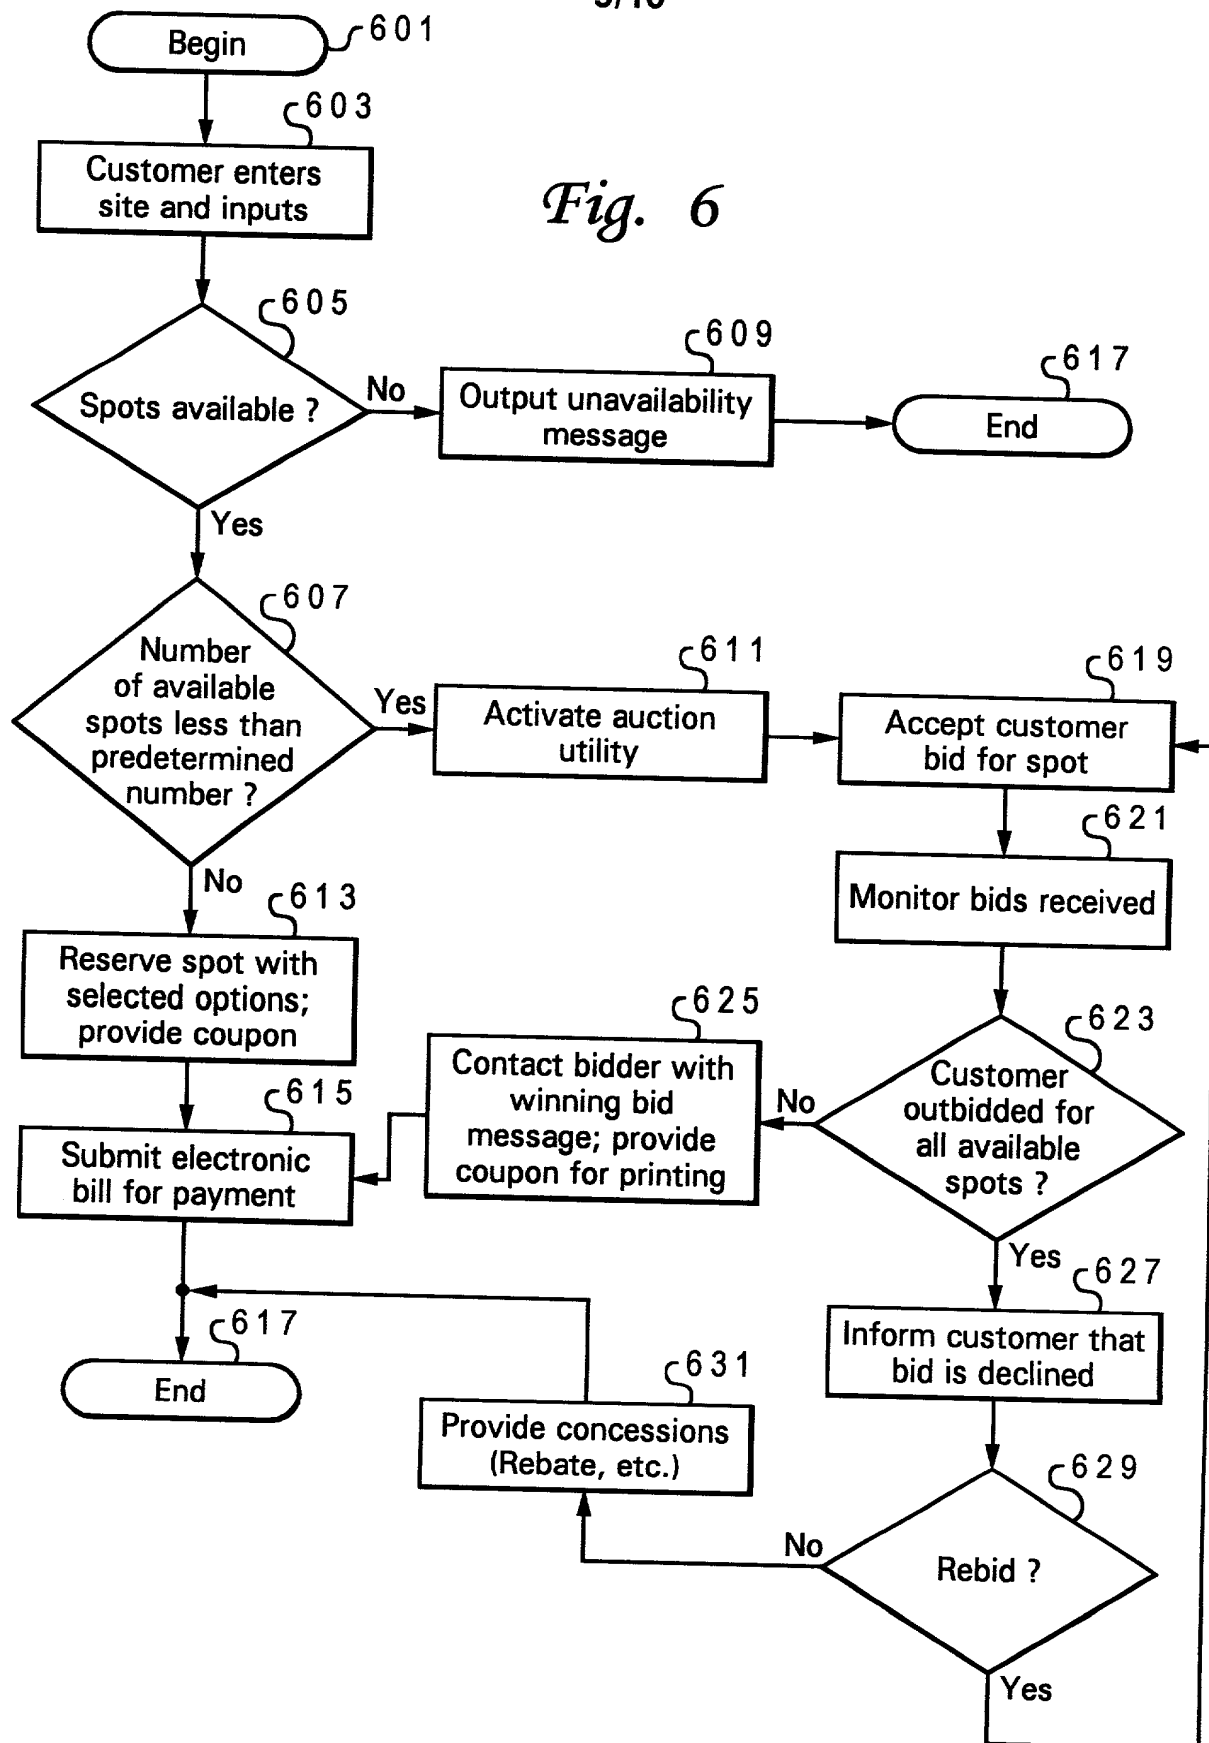 Begin
601
603
Customer enters
site and inputs
Fig. 6
605
Spots available ?
No
609
Output unavailability
message
617
End
Yes
607
Number
of available
spots less than
predetermined
number ?
Yes
611
Activate auction
utility
619
Accept customer
bid for spot
621
Monitor bids received
No
613
Reserve spot with
selected options;
provide coupon
625
Contact bidder with
winning bid
message; provide
coupon for printing
No
623
Customer
outbidded for
all available
spots ?
615
Submit electronic
bill for payment
Yes
627
Inform customer that
bid is declined
617
End
631
Provide concessions
(Rebate, etc.)
629
No
Rebid ?
Yes